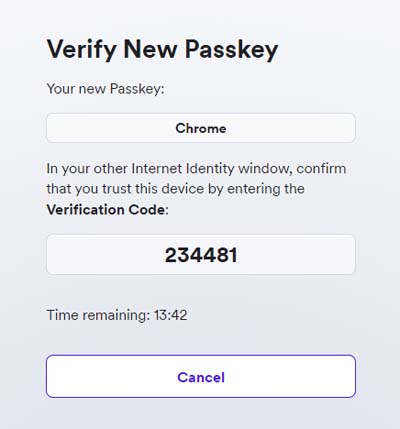 Verify New Passkey
Your new Passkey:
Chrome
In your other Internet Identity window, confirm
that you trust this device by entering the
Verification Code:
234481
Time remaining: 13:42
Cancel